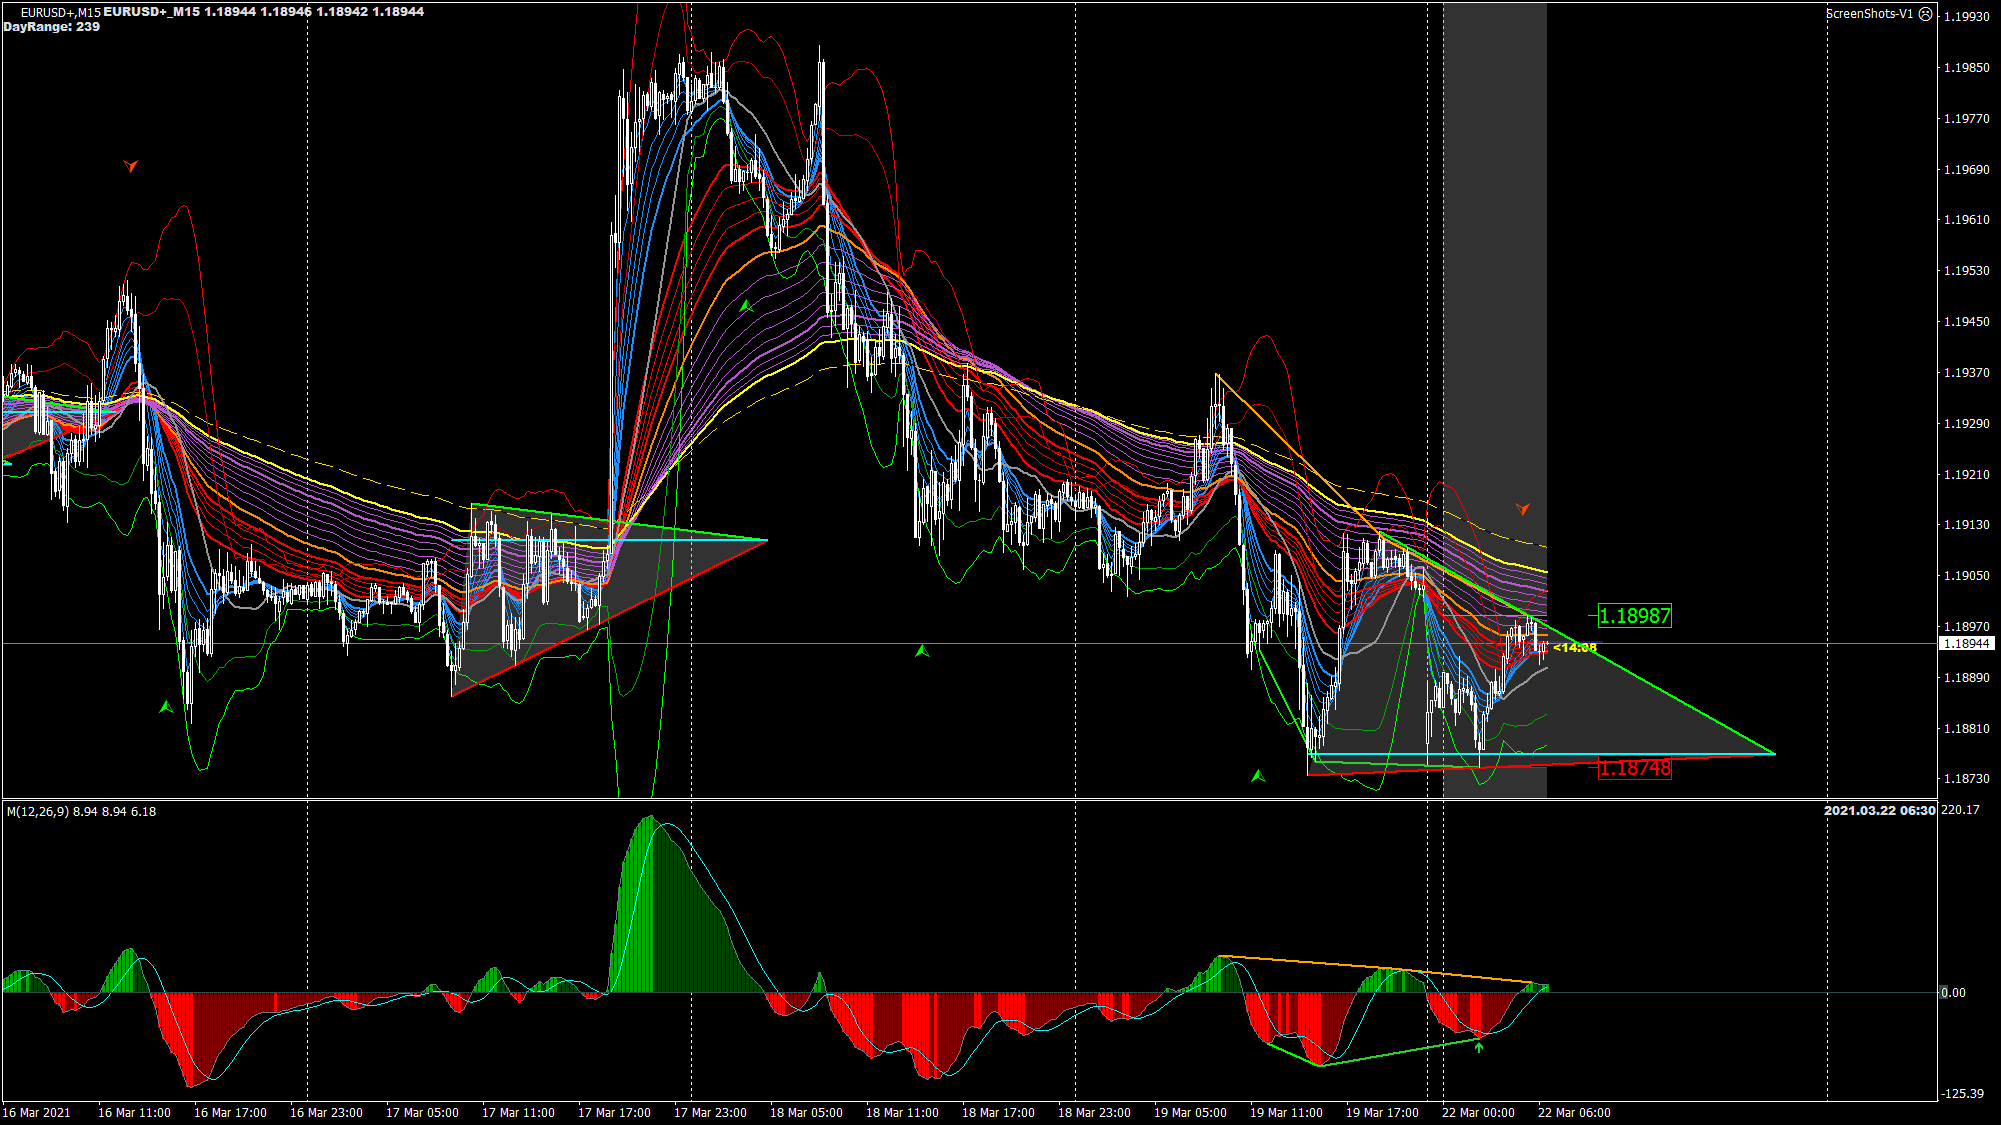 EURUSD+,M15 EURUSD+_M15 1.18944 1.18946 1.18942 1.18944
DayRange: 239
ScreenShots-V1
1.19930
1.19850
1.19770
1.19690
1.19610
1.19530
1.19450
1.19370
1.19290
1.19210
1.19130
1.19050
1.18987
1.18970
1.18944
<14:08
1.18890
1.18810
1.18748
1.18730
M(12,26,9) 8.94 8.94 6.18
2021.03.22 06:30
220.17
0.00
-125.39
16 Mar 2021
16 Mar 11:00
16 Mar 17:00
16 Mar 23:00
17 Mar 05:00
17 Mar 11:00
17 Mar 17:00
17 Mar 23:00
18 Mar 05:00
18 Mar 11:00
18 Mar 17:00
18 Mar 23:00
19 Mar 05:00
19 Mar 11:00
19 Mar 17:00
22 Mar 00:00
22 Mar 06:00